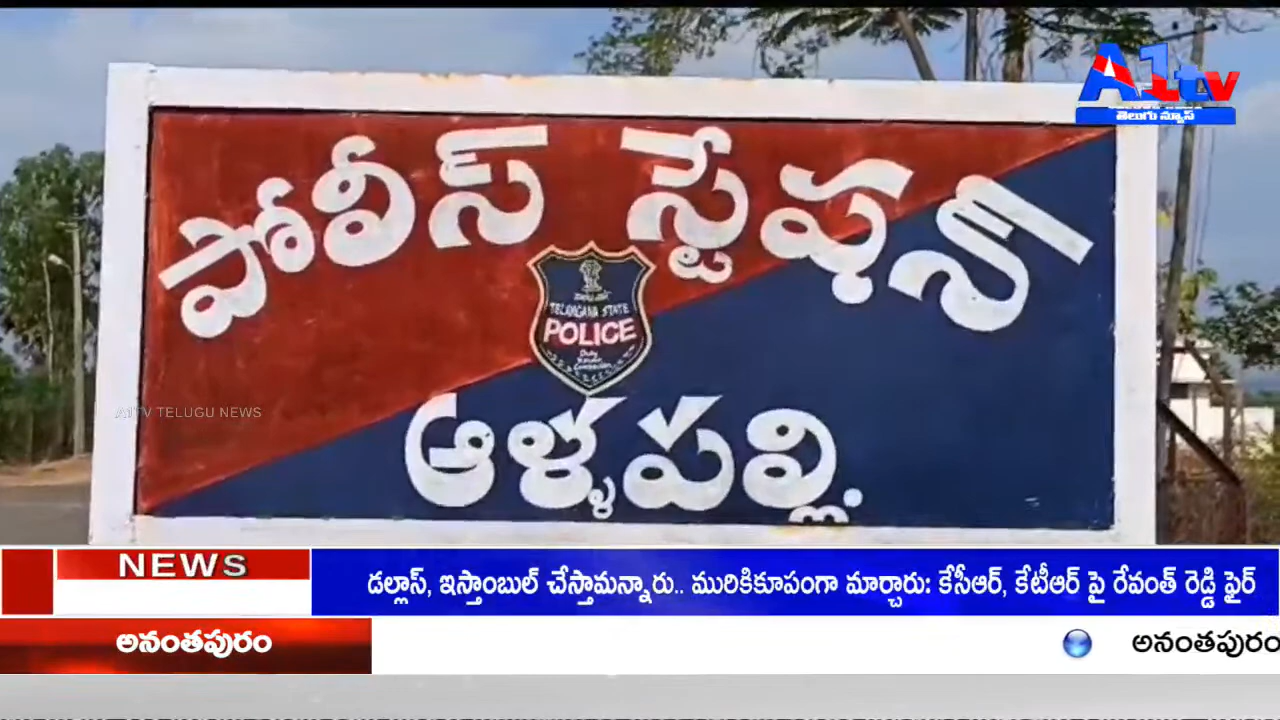 A1tv
తెలుగు న్యూస్
పోలీస్ స్టేషన్
TELANGANA STATE
POLICE
Duty
ఆళ్ళపల్లి.
A1TV TELUGU NEWS
NEWS
డల్లాస్, ఇస్తాంబుల్ చేస్తామన్నారు.. మురికికూపంగా మార్చారు: కేసీఆర్, కేటీఆర్ పై రేవంత్ రెడ్డి ఫైర్
అనంతపురం
అనంతపురం